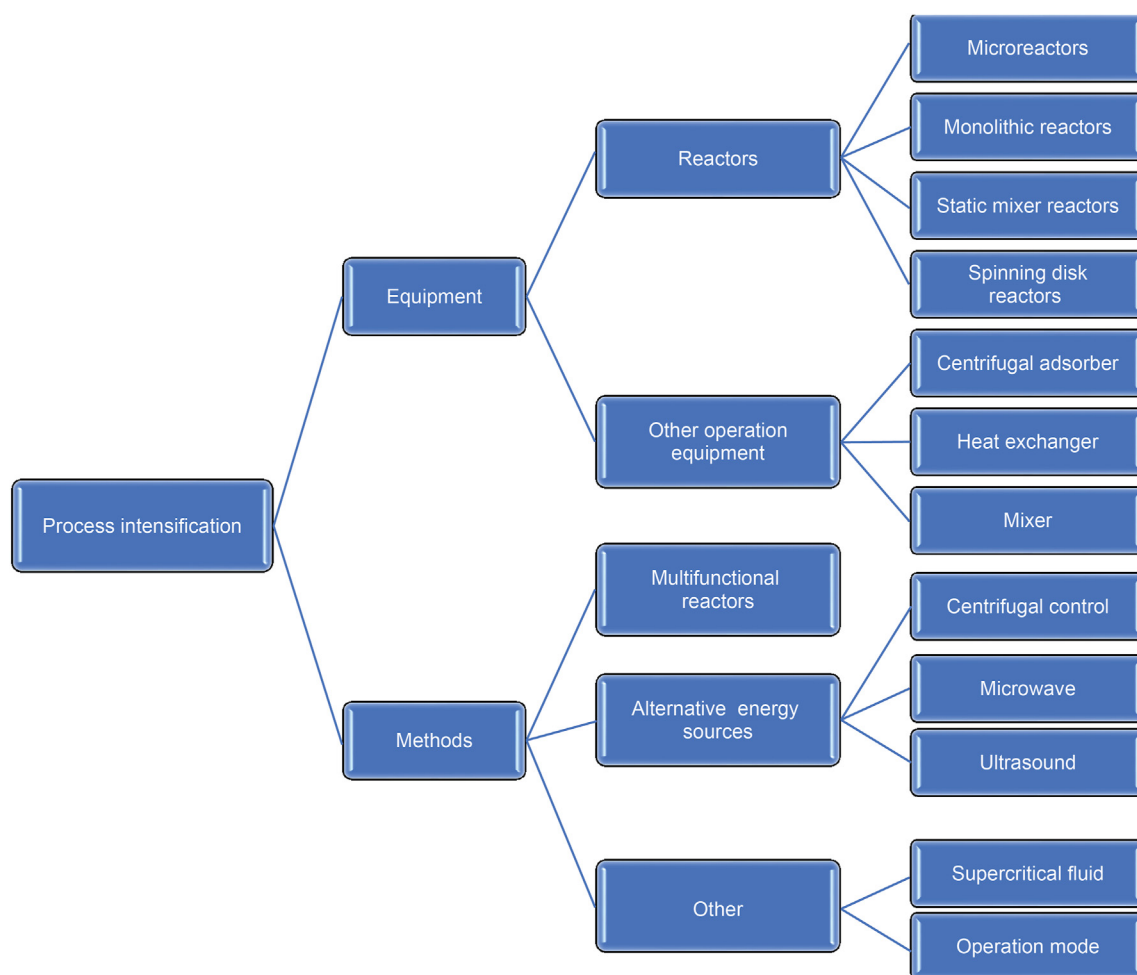 Process intensification
Equipment
Methods
Reactors
Other operation
equipment
Multifunctional
reactors
Alternative energy
sources
Other
Microreactors
Monolithic reactors
Static mixer reactors
Spinning disk
reactors
Centrifugal adsorber
Heat exchanger
Mixer
Centrifugal control
Microwave
Ultrasound
Supercritical fluid
Operation mode